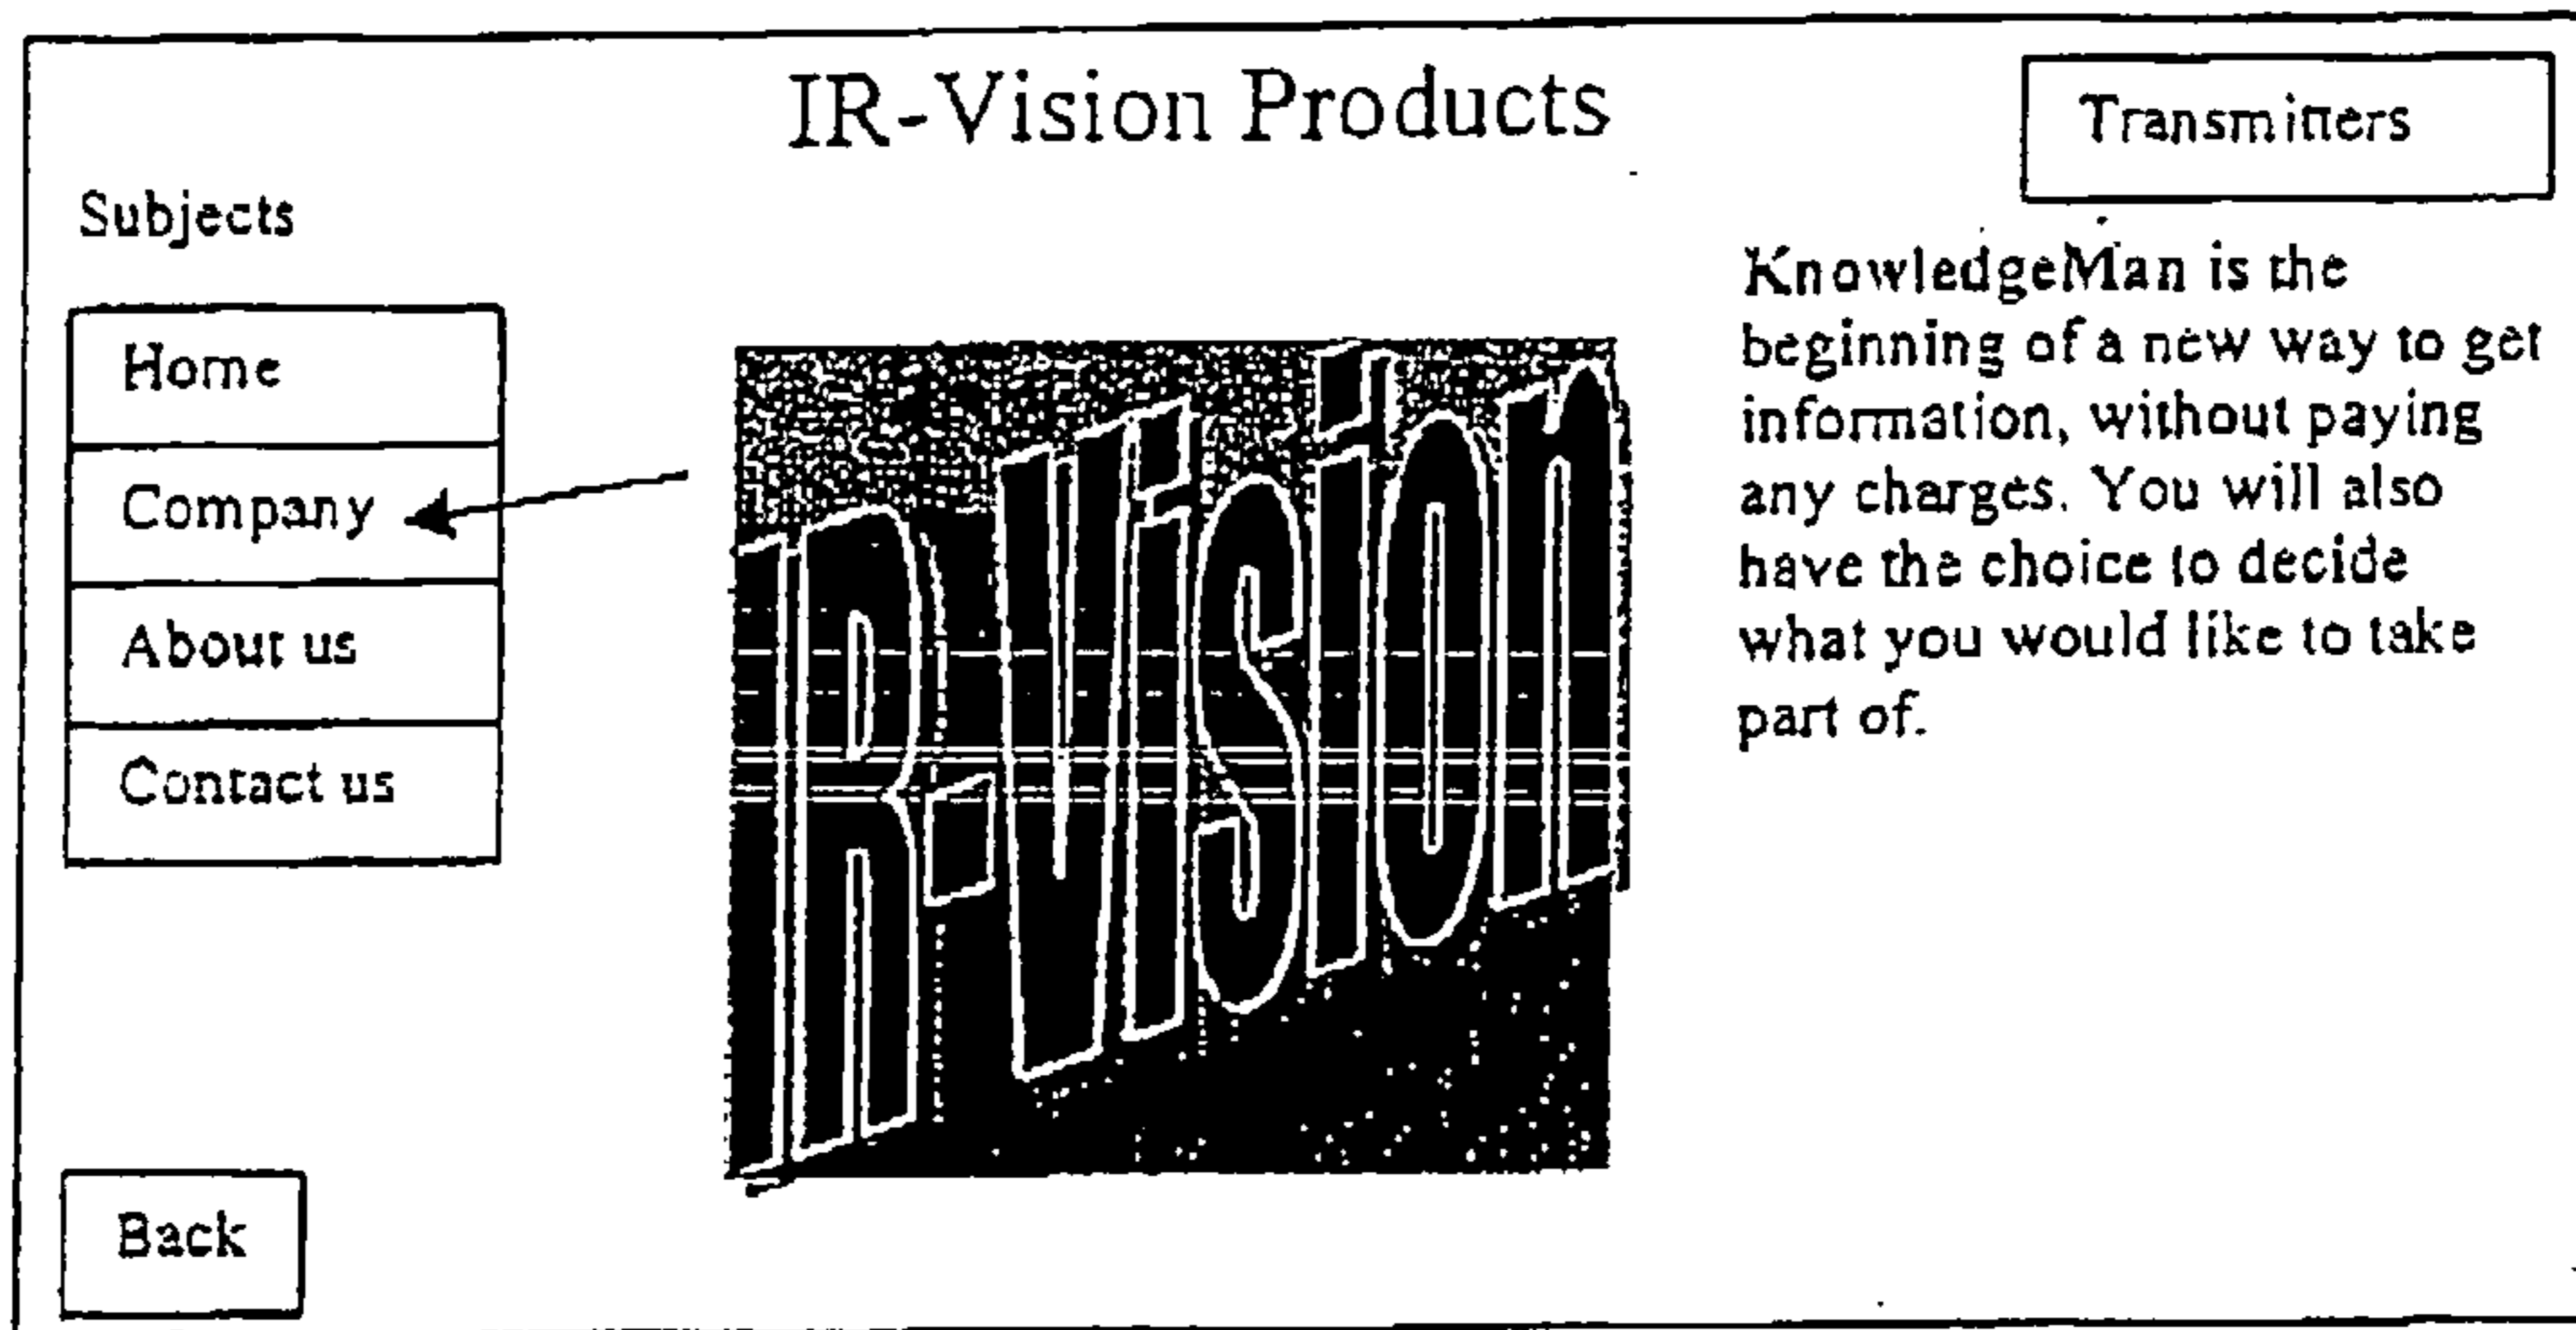 IR-Vision Products
Transmitters
Subjects
Home
Company
About us
Contact us
IR-Vision
KnowledgeMan is the
beginning of a new way to get
information, without paying
any charges. You will also
have the choice to decide
what you would like to take
part of.
Back